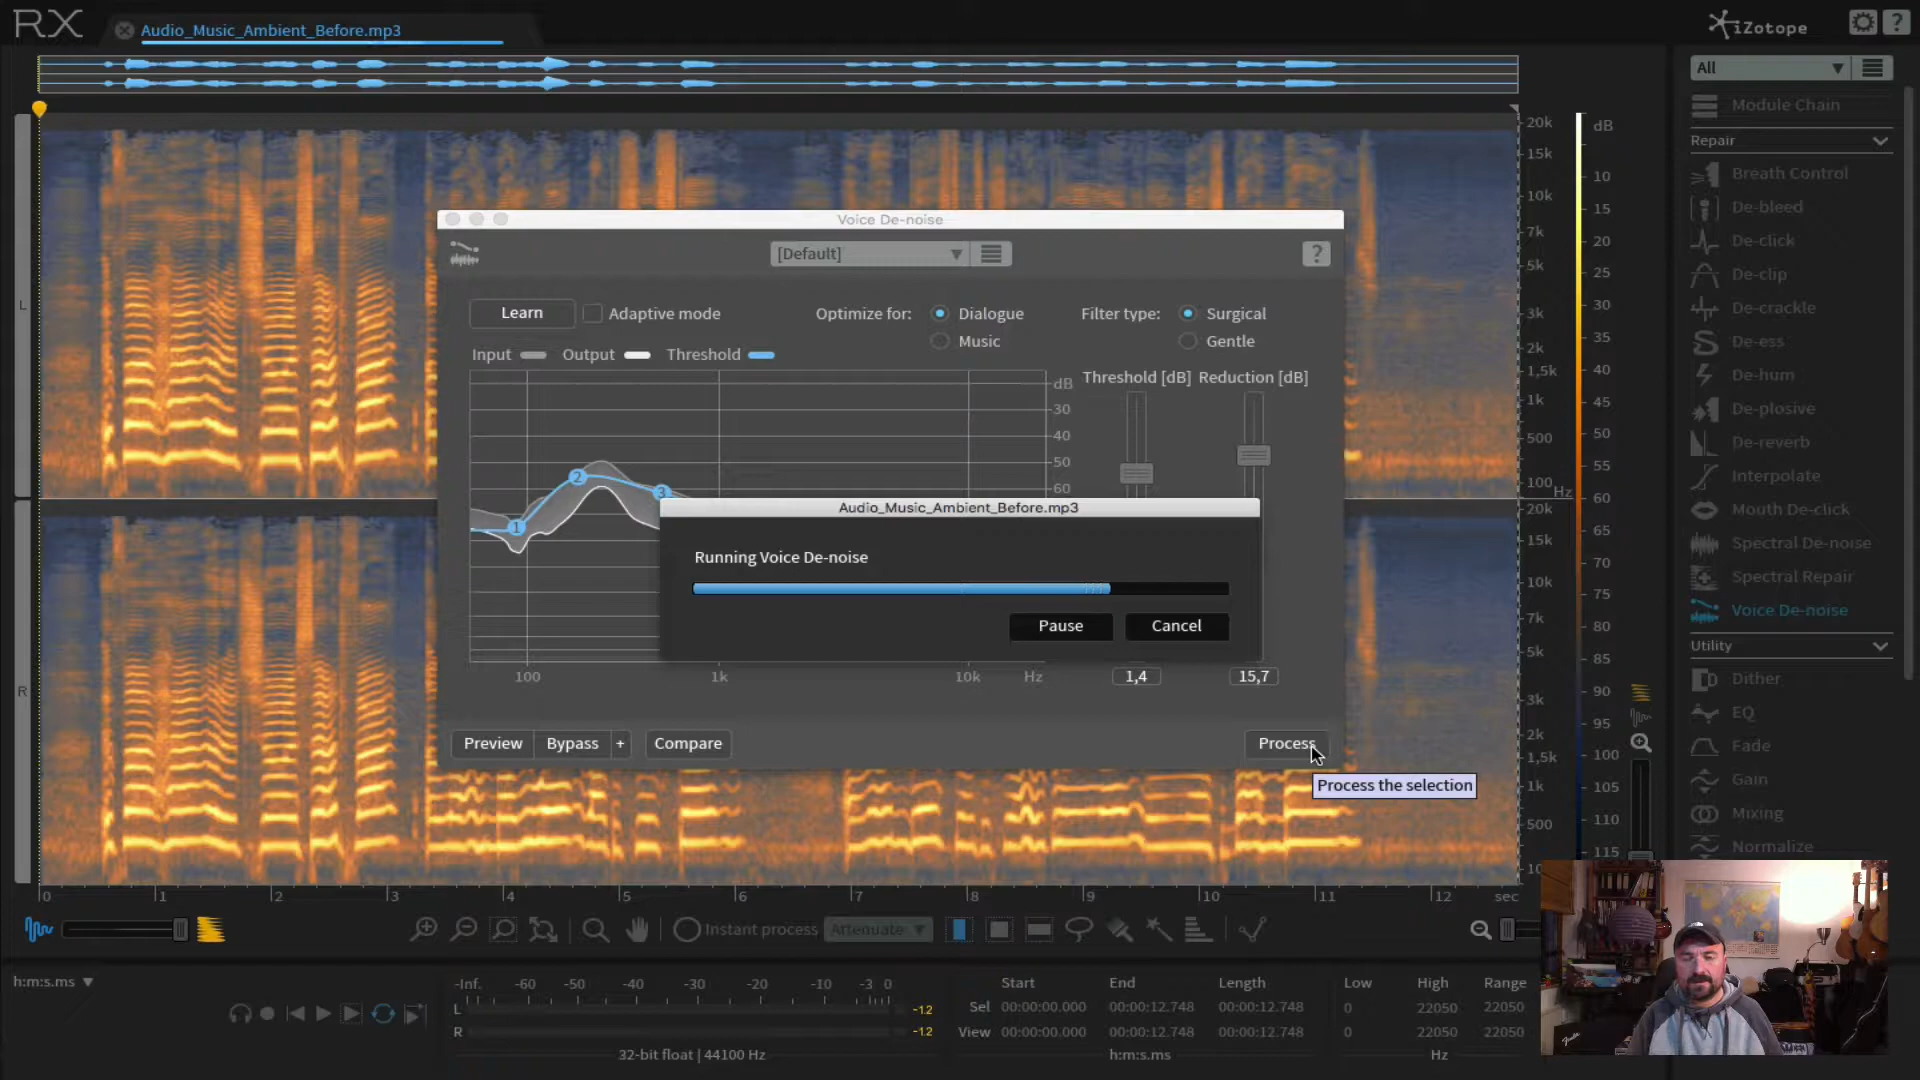 RX
Audio_Music_Ambient_Before.mp3
iZotope
?
All
Module Chain
Repair
Breath Control
De-bleed
De-click
De-clip
De-crackle
De-ess
De-hum
De-plosive
De-reverb
Interpolate
Mouth De-click
Spectral De-noise
Spectral Repair
Voice De-noise
Utility
Dither
EQ
Fade
Gain
Mixing
Normalize
dB
10
15
20
25
30
35
40
45
50
55
60
65
70
75
80
85
90
95
100
105
110
115
20k
15k
10k
7k
5k
3k
2k
1,5k
1k
500
100
Hz
20k
15k
10k
7k
5k
3k
2k
1,5k
1k
500
10
L
R
Voice De-noise
[Default]
?
Learn
Adaptive mode
Optimize for:
Dialogue
Music
Filter type:
Surgical
Gentle
Input
Output
Threshold
Threshold [dB]
Reduction [dB]
dB
30
40
50
60
1
2
3
Audio_Music_Ambient_Before.mp3
Running Voice De-noise
Pause
Cancel
100
1k
10k
Hz
1,4
15,7
Preview
Bypass
+
Compare
Process
Process the selection
0
1
2
3
4
5
6
7
8
9
10
11
12
sec
Instant process
Attenuate
h:m:s.ms
-Inf.
-60
-50
-40
-30
-20
-10
-3
0
L
-1.2
R
-1.2
32-bit float | 44100 Hz
Start
End
Length
Low
High
Range
Sel
00:00:00.000
00:00:12.748
00:00:12.748
0
22050
22050
View
00:00:00.000
00:00:12.748
00:00:12.748
0
22050
22050
h:m:s.ms
Hz
Fender